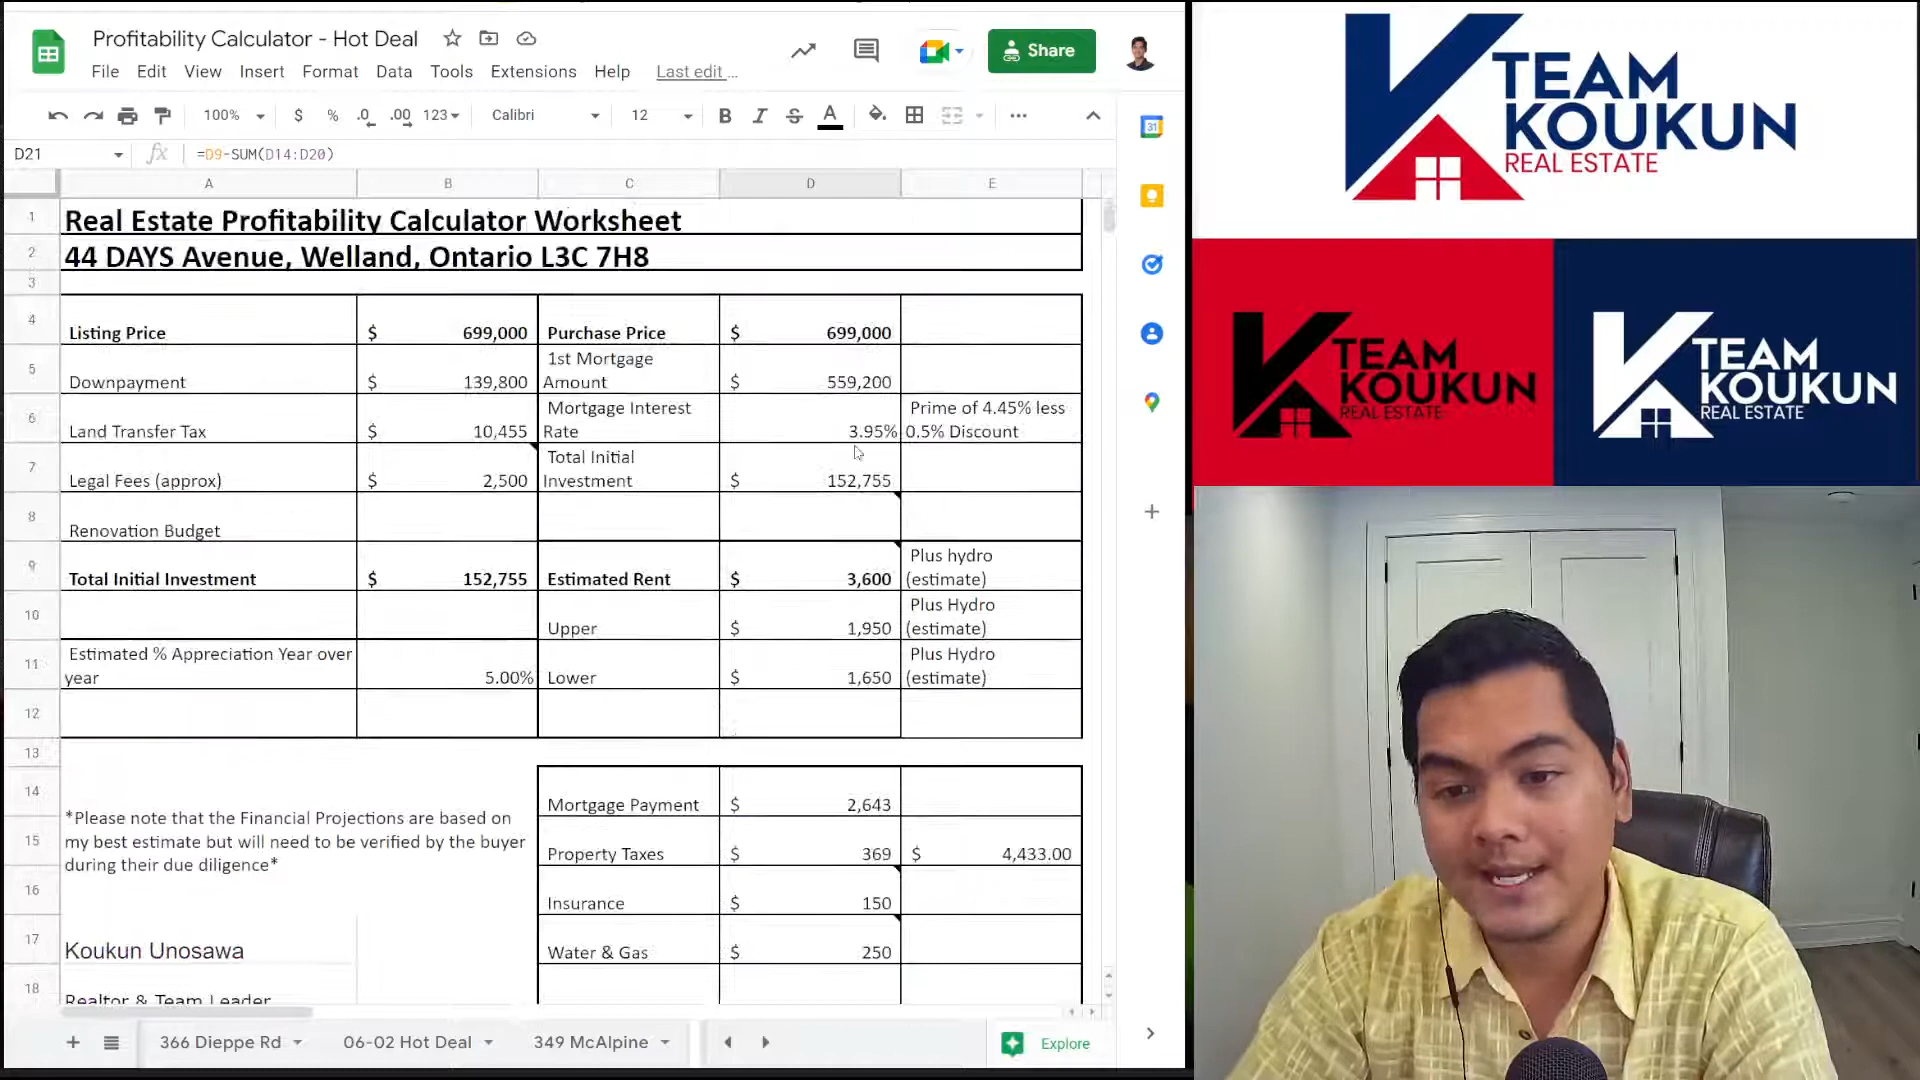 Profitability Calculator - Hot Deal
File Edit View Insert Format Data Tools Extensions Help Last edit ...
Share
100% $ % .0 .00 123 Calibri 12 B I S A
D21 fx =D9-SUM(D14:D20)
A B C D E
1 Real Estate Profitability Calculator Worksheet
2 44 DAYS Avenue, Welland, Ontario L3C 7H8
3
4 Listing Price $ 699,000 Purchase Price $ 699,000
5 Downpayment $ 139,800 1st Mortgage Amount $ 559,200
6 Land Transfer Tax $ 10,455 Mortgage Interest Rate 3.95% Prime of 4.45% less 0.5% Discount
7 Legal Fees (approx) $ 2,500 Total Initial Investment $ 152,755
8 Renovation Budget
9 Total Initial Investment $ 152,755 Estimated Rent $ 3,600 Plus hydro (estimate)
10 Upper $ 1,950 Plus Hydro (estimate)
11 Estimated % Appreciation Year over year 5.00% Lower $ 1,650 Plus Hydro (estimate)
12
13
14 Mortgage Payment $ 2,643
*Please note that the Financial Projections are based on
my best estimate but will need to be verified by the buyer
during their due diligence*
15 Property Taxes $ 369 $ 4,433.00
16 Insurance $ 150
17 Koukun Unosawa Water & Gas $ 250
18 Realtor & Team Leader
366 Dieppe Rd 06-02 Hot Deal 349 McAlpine Explore
31
TEAM
KOUKUN
REAL ESTATE
TEAM
KOUKUN
REAL ESTATE
TEAM
KOUKUN
REAL ESTATE